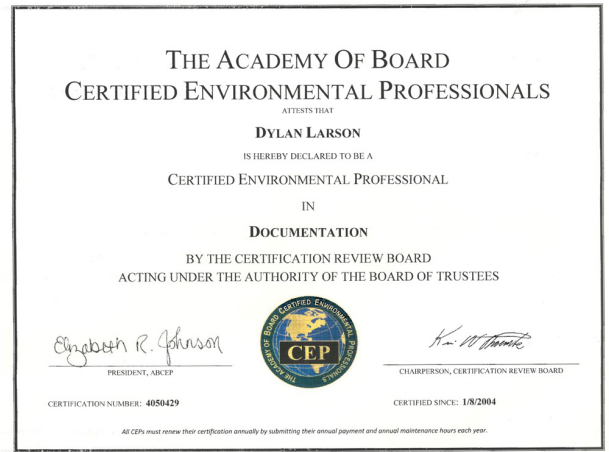 THE ACADEMY OF BOARD
CERTIFIED ENVIRONMENTAL PROFESSIONALS
ATTESTS THAT
DYLAN LARSON
IS HEREBY DECLARED TO BE A
CERTIFIED ENVIRONMENTAL PROFESSIONAL
IN
DOCUMENTATION
BY THE CERTIFICATION REVIEW BOARD
ACTING UNDER THE AUTHORITY OF THE BOARD OF TRUSTEES
Elizabeth R. Johnson
PRESIDENT, ABCEP
THE ACADEMY OF BOARD CERTIFIED ENVIRONMENTAL PROFESSIONALS
CEP
CHAIRPERSON, CERTIFICATION REVIEW BOARD
CERTIFICATION NUMBER: 4050429
CERTIFIED SINCE: 1/8/2004
All CEPs must renew their certification annually by submitting their annual payment and annual maintenance hours each year.